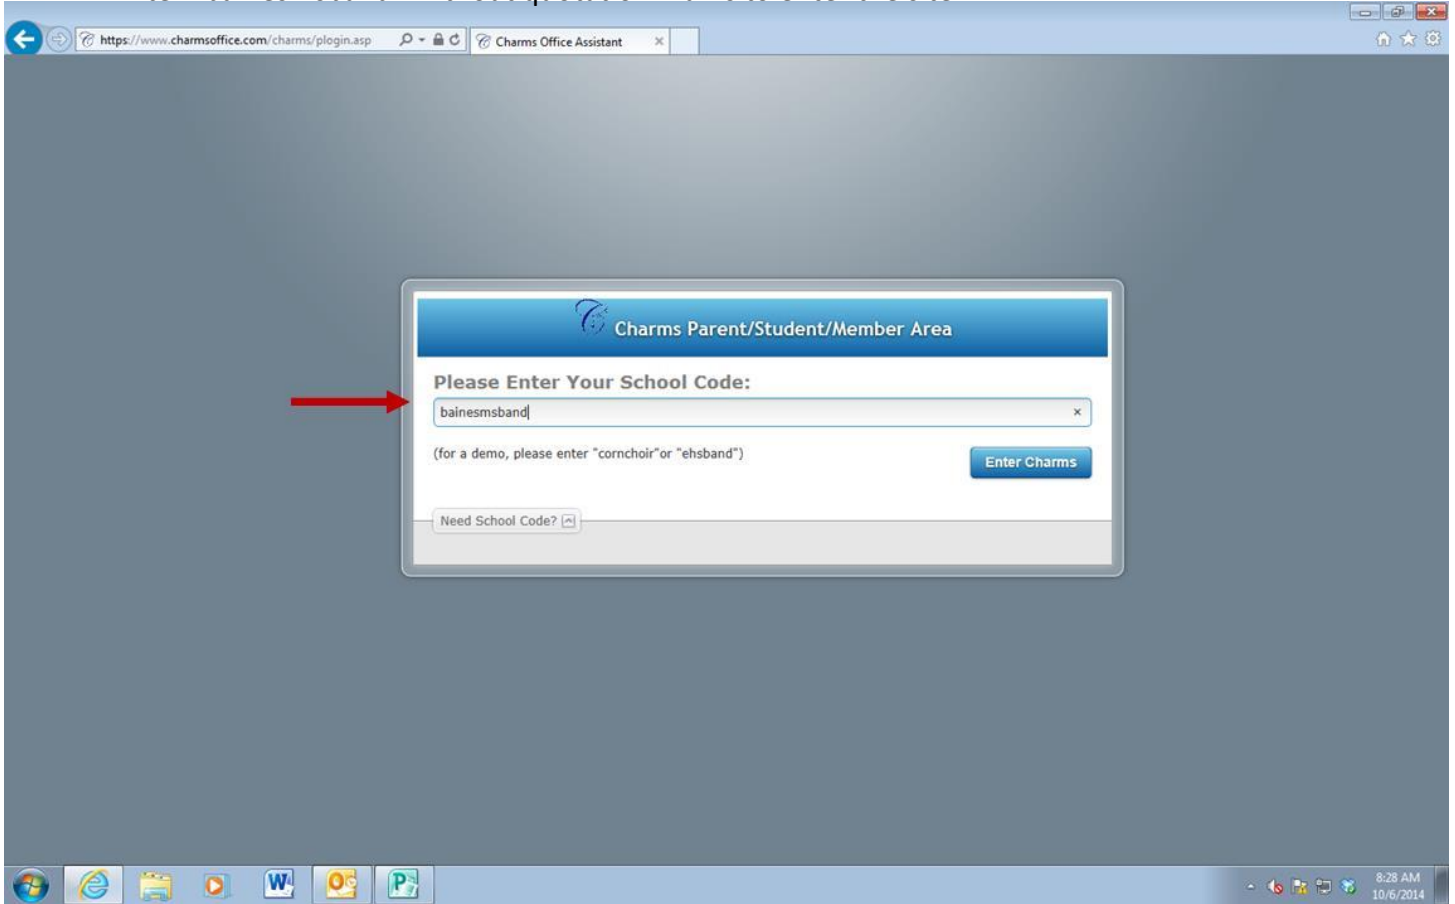 https://www.charmsoffice.com/charms/plogin.asp
Charms Office Assistant
Charms Parent/Student/Member Area
Please Enter Your School Code:
bainesmsband
(for a demo, please enter "cornchoir"or "ehsband")
Enter Charms
Need School Code?
8:28 AM
10/6/2014